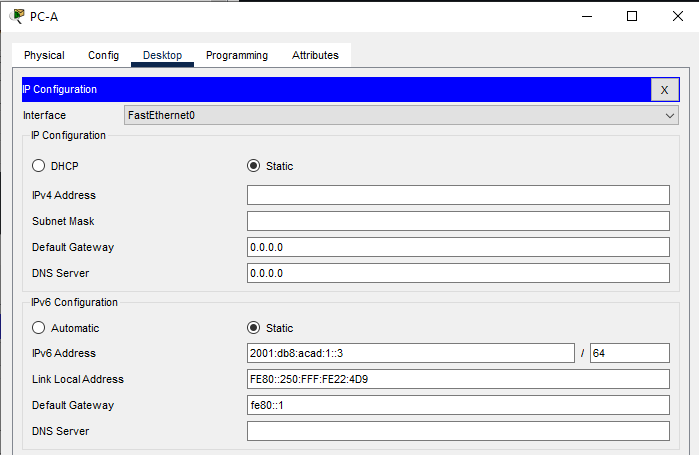 PC-A
Physical Config Desktop Programming Attributes
IP Configuration X
Interface FastEthernet0
IP Configuration
DHCP Static
IPv4 Address
Subnet Mask
Default Gateway 0.0.0.0
DNS Server 0.0.0.0
IPv6 Configuration
Automatic Static
IPv6 Address 2001:db8:acad:1::3 / 64
Link Local Address FE80::250:FFF:FE22:4D9
Default Gateway fe80::1
DNS Server